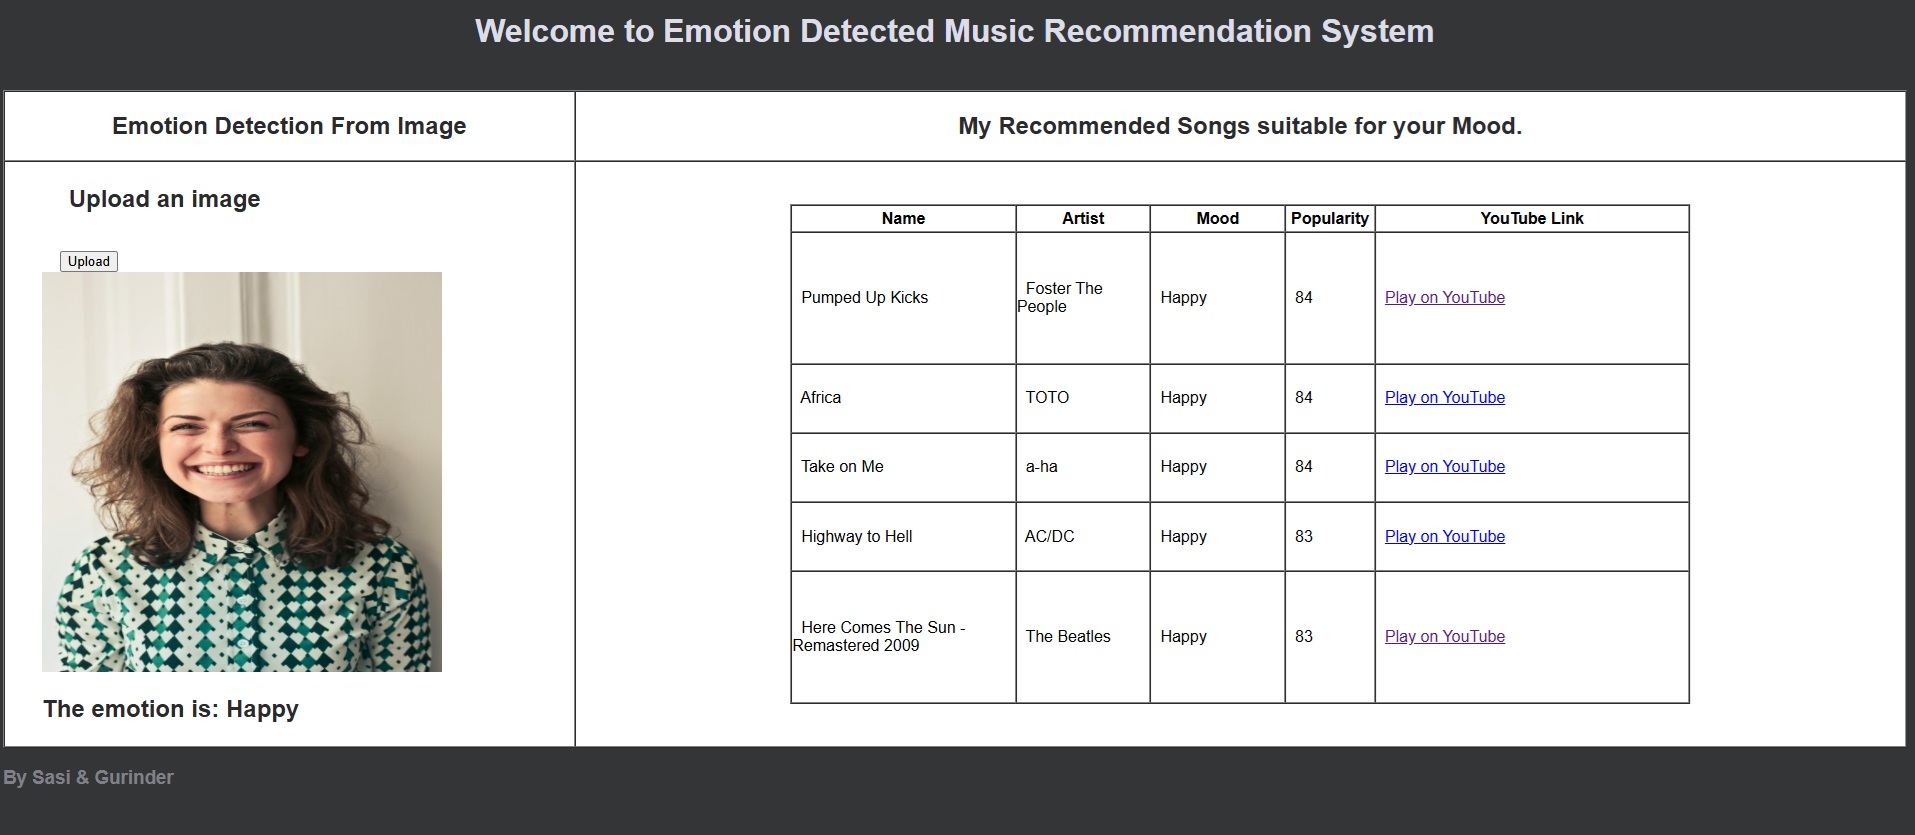 Welcome to Emotion Detected Music Recommendation System
Emotion Detection From Image
My Recommended Songs suitable for your Mood.
Upload an image
Upload
The emotion is: Happy
Name Artist Mood Popularity YouTube Link
Pumped Up Kicks Foster The People Happy 84 Play on YouTube
Africa TOTO Happy 84 Play on YouTube
Take on Me a-ha Happy 84 Play on YouTube
Highway to Hell AC/DC Happy 83 Play on YouTube
Here Comes The Sun - Remastered 2009 The Beatles Happy 83 Play on YouTube
By Sasi & Gurinder